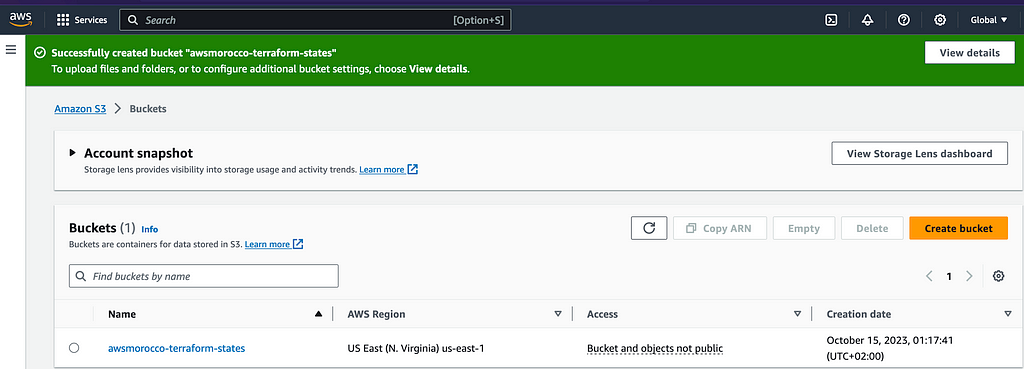 aws
Services
Search
[Option+S]
Global
Successfully created bucket "awsmorocco-terraform-states"
To upload files and folders, or to configure additional bucket settings, choose View details.
View details
Amazon S3 > Buckets
Account snapshot
Storage lens provides visibility into storage usage and activity trends. Learn more
View Storage Lens dashboard
Buckets (1) Info
Buckets are containers for data stored in S3. Learn more
Copy ARN
Empty
Delete
Create bucket
Find buckets by name
1
Name
AWS Region
Access
Creation date
awsmorocco-terraform-states
US East (N. Virginia) us-east-1
Bucket and objects not public
October 15, 2023, 01:17:41
(UTC+02:00)